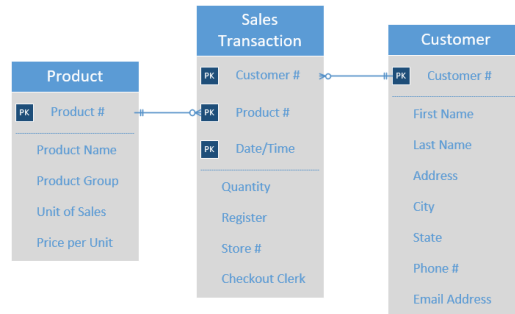 Product
PK Product #
Product Name
Product Group
Unit of Sales
Price per Unit
Sales
Transaction
PK Customer #
PK Product #
PK Date/Time
Quantity
Register
Store #
Checkout Clerk
Customer
PK Customer #
First Name
Last Name
Address
City
State
Phone #
Email Address